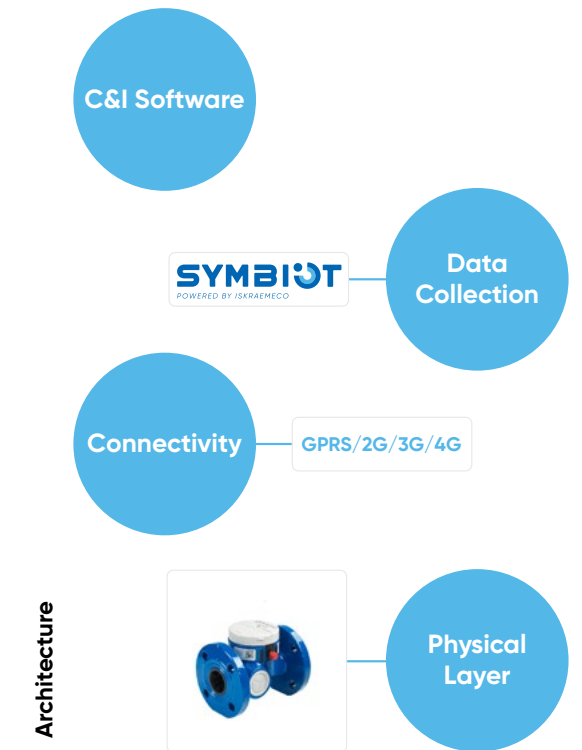 C&I Software
SYMBIOT
POWERED BY ISKRAEMECO
Data
Collection
Connectivity
GPRS/2G/3G/4G
Architecture
Physical
Layer